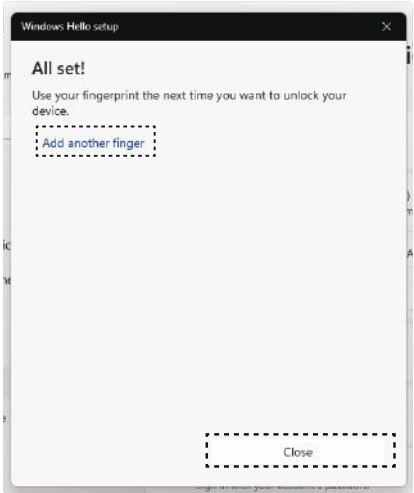 Windows Hello setup
All set!
Use your fingerprint the next time you want to unlock your
device.
Add another finger
Close